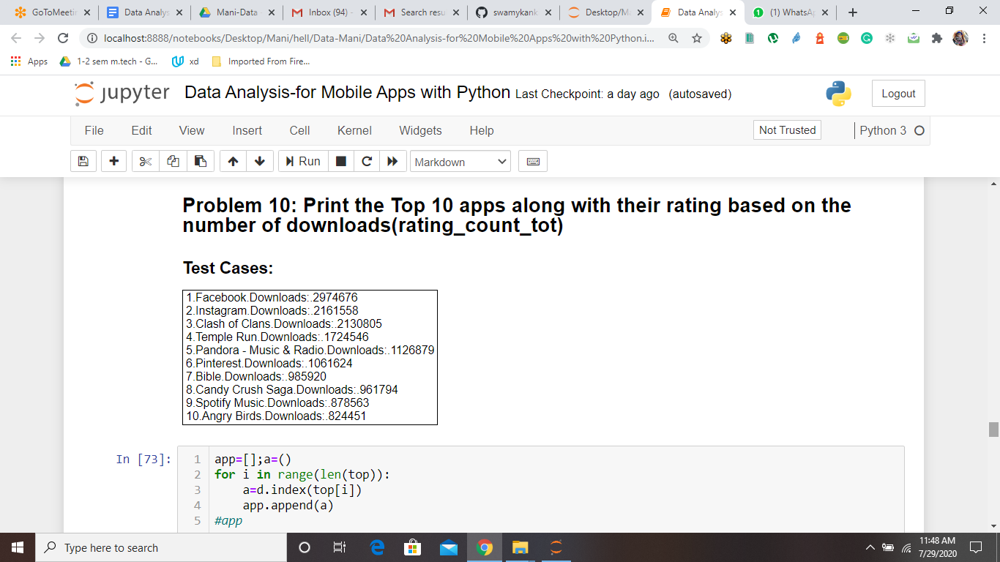 GoToMeetin
Data Analys
Mani-Data
Inbox (94) -
Search resu
swamykank
Desktop/Ma
Data Analys
(1) WhatsAp
localhost:8888/notebooks/Desktop/Mani/hell/Data-Mani/Data%20Analysis-for%20Mobile%20Apps%20with%20Python.i...
Apps
1-2 sem m.tech - G...
xd
Imported From Fire...
jupyter Data Analysis-for Mobile Apps with Python Last Checkpoint: a day ago (autosaved)
Logout
File Edit View Insert Cell Kernel Widgets Help
Not Trusted
Python 3
Run
Markdown
Problem 10: Print the Top 10 apps along with their rating based on the
number of downloads(rating_count_tot)
Test Cases:
1.Facebook.Downloads:.2974676
2.Instagram.Downloads:.2161558
3.Clash of Clans.Downloads:.2130805
4.Temple Run.Downloads:.1724546
5.Pandora - Music & Radio.Downloads:.1126879
6.Pinterest.Downloads:.1061624
7.Bible.Downloads:.985920
8.Candy Crush Saga.Downloads:.961794
9.Spotify Music.Downloads:.878563
10.Angry Birds.Downloads:.824451
In [73]:
1 app=[];a=()
2 for i in range(len(top)):
3 a=d.index(top[i])
4 app.append(a)
5 #app
Type here to search
11:48 AM
7/29/2020